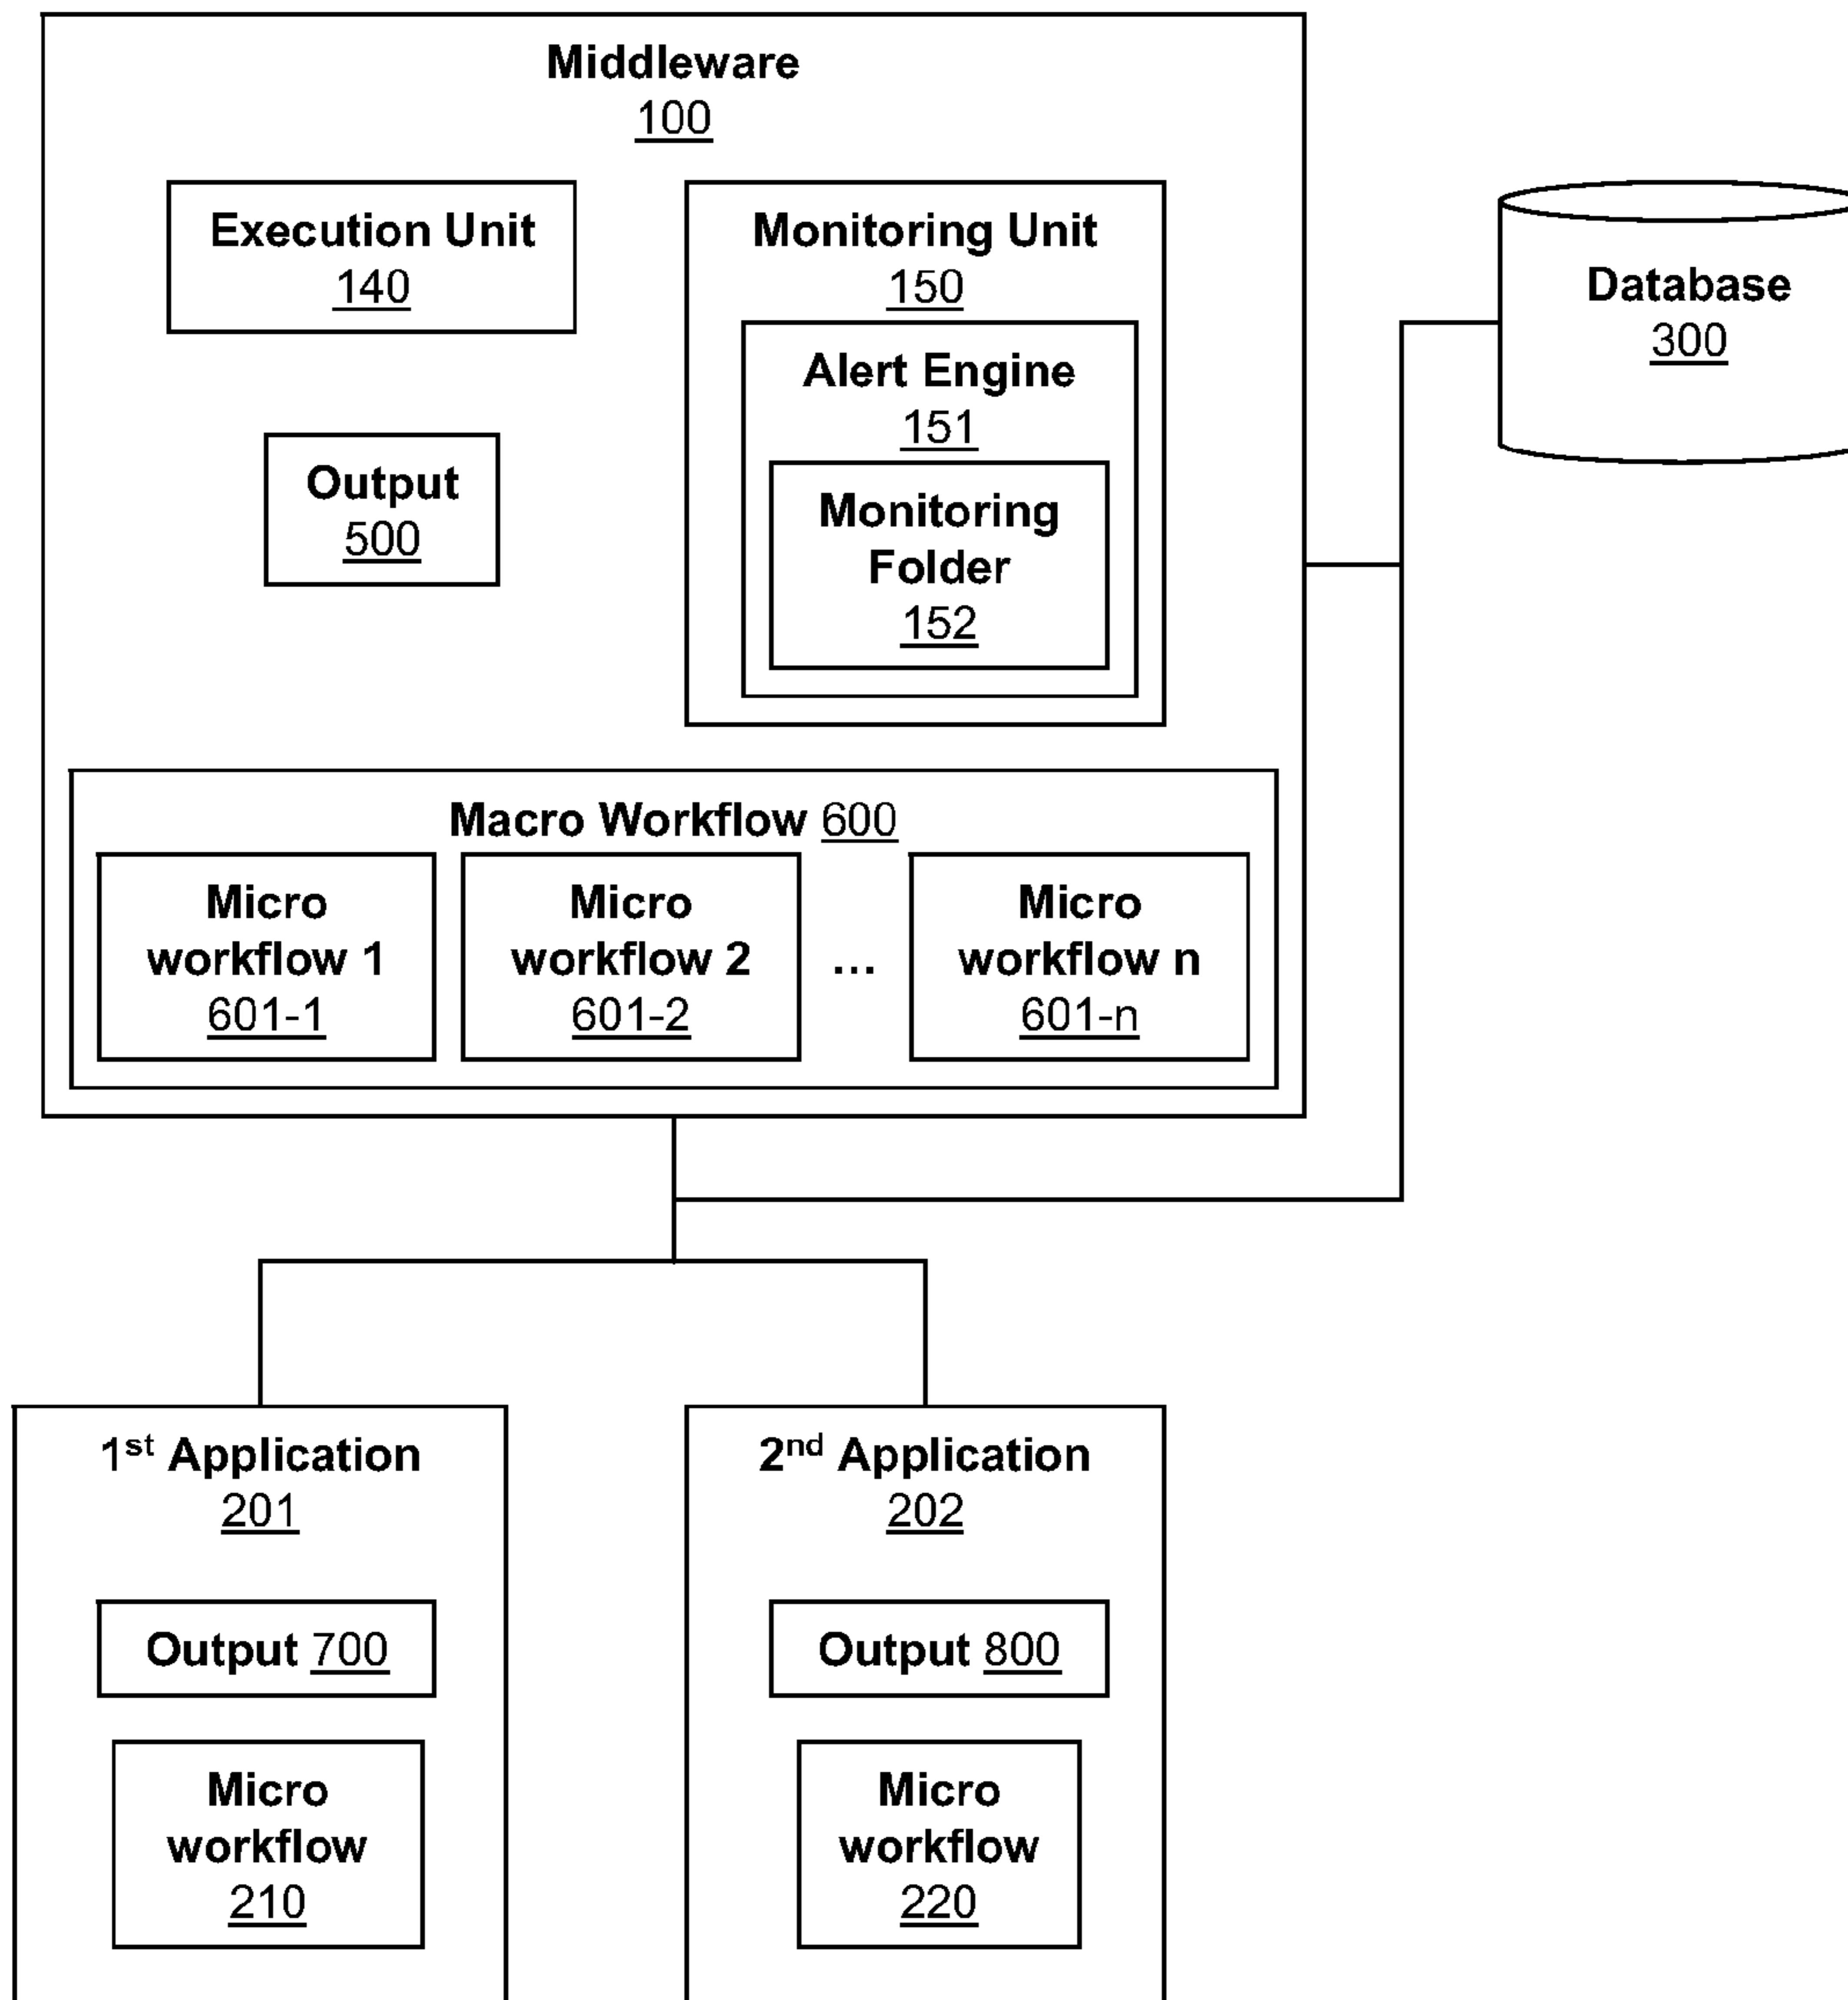 Middleware
100
Execution Unit
140
Monitoring Unit
150
Alert Engine
151
Monitoring
Folder
152
Output
500
Database
300
Macro Workflow 600
Micro
workflow 1
601-1
Micro
workflow 2
601-2
...
Micro
workflow n
601-n
1st Application
201
Output 700
Micro
workflow
210
2nd Application
202
Output 800
Micro
workflow
220